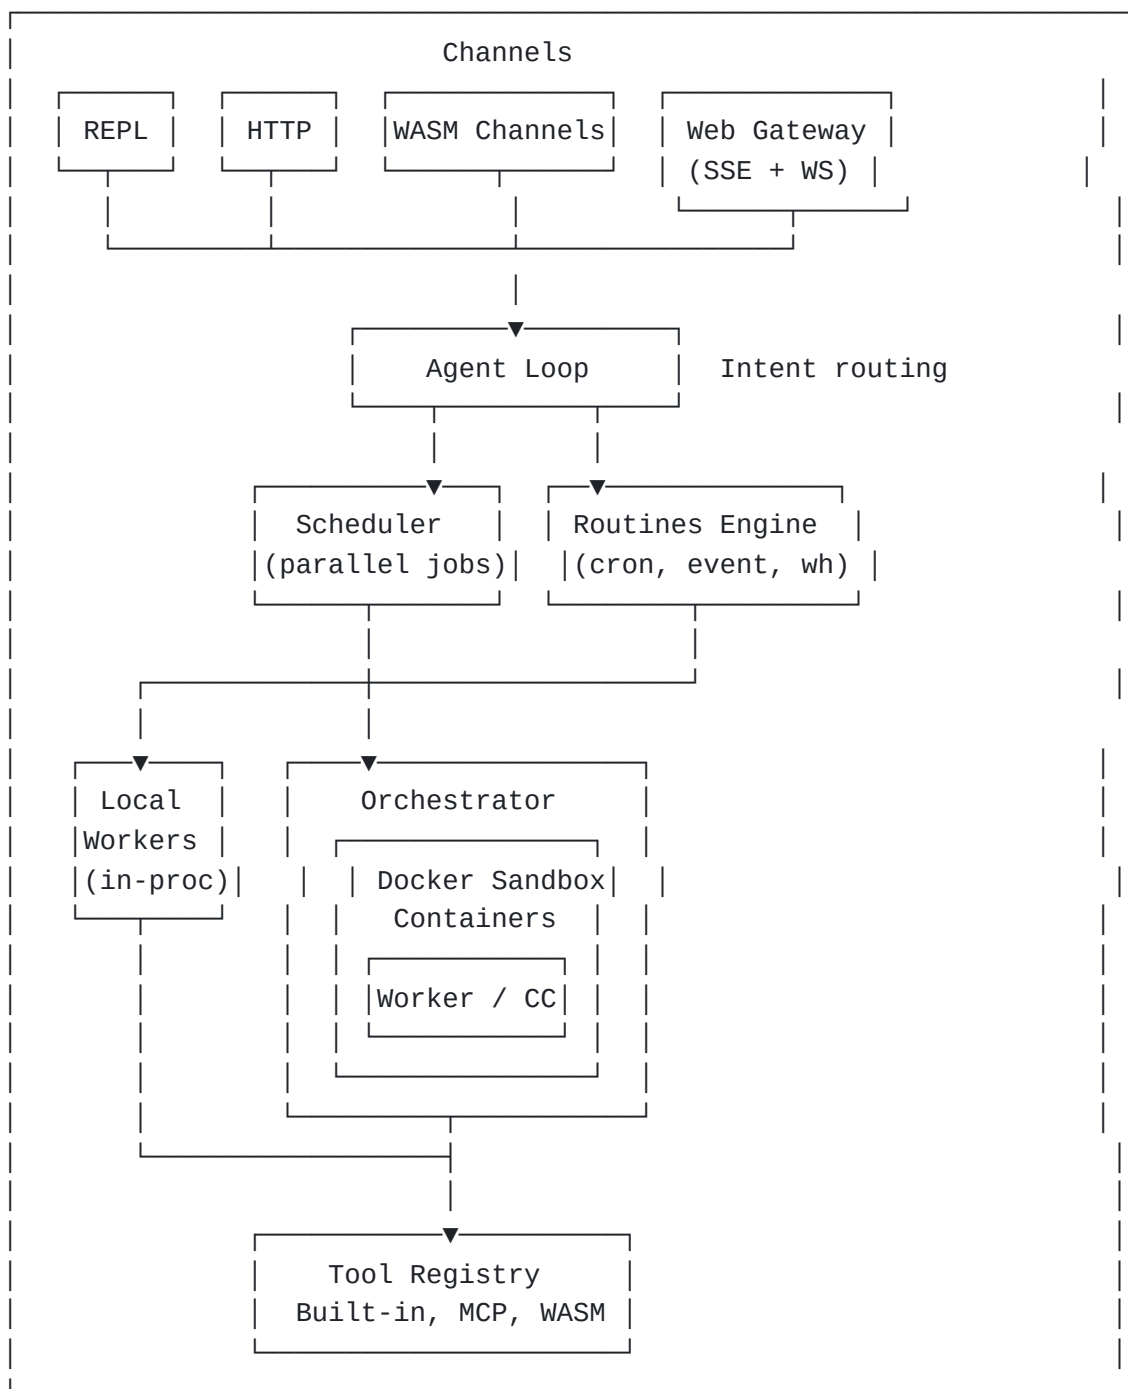 Channels
REPL HTTP WASM Channels Web Gateway
(SSE + WS)
Agent Loop Intent routing
Scheduler Routines Engine
(parallel jobs) (cron, event, wh)
Local Orchestrator
Workers
(in-proc) Docker Sandbox
Containers
Worker / CC
Tool Registry
Built-in, MCP, WASM